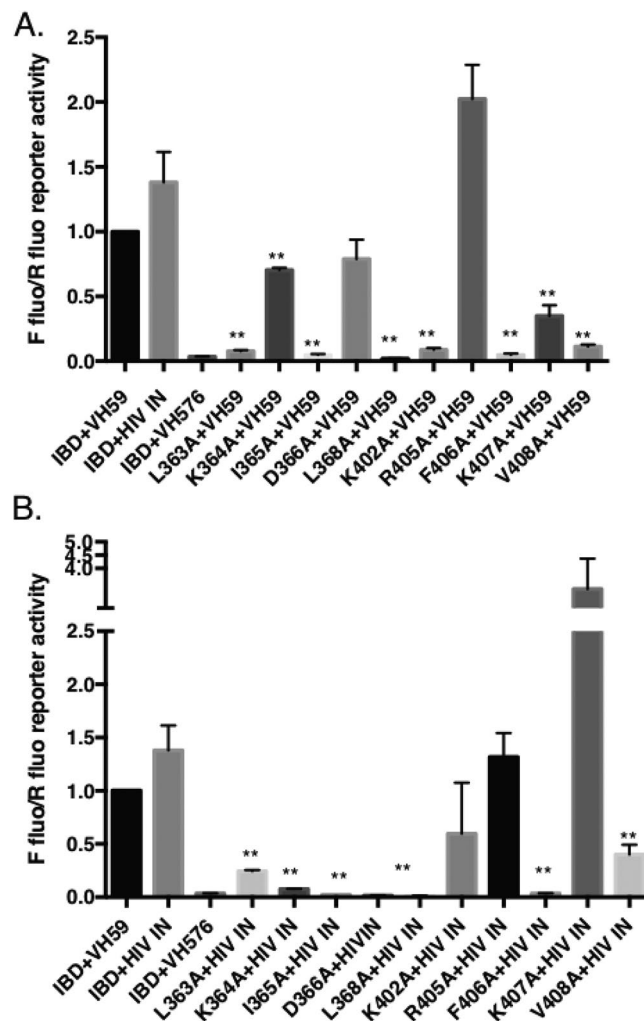 A.
F fluo/R fluo reporter activity
2.5
2.0
1.5
1.0
0.5
0.0
**
**
**
**
**
**
**
**
IBD+VH59
IBD+HIV IN
IBD+VH576
L363A+VH59
K364A+VH59
I365A+VH59
D366A+VH59
L368A+VH59
K402A+VH59
R405A+VH59
F406A+VH59
K407A+VH59
V408A+VH59
B.
F fluo/R fluo reporter activity
5.0
4.5
4.0
2.5
2.0
1.5
1.0
0.5
0.0
**
**
**
**
**
**
IBD+VH59
IBD+HIV IN
IBD+VH576
L363A+HIV IN
K364A+HIV IN
I365A+HIV IN
D366A+HIVIN
L368A+HIV IN
K402A+HIV IN
R405A+HIV IN
F406A+HIV IN
K407A+HIV IN
V408A+HIV IN